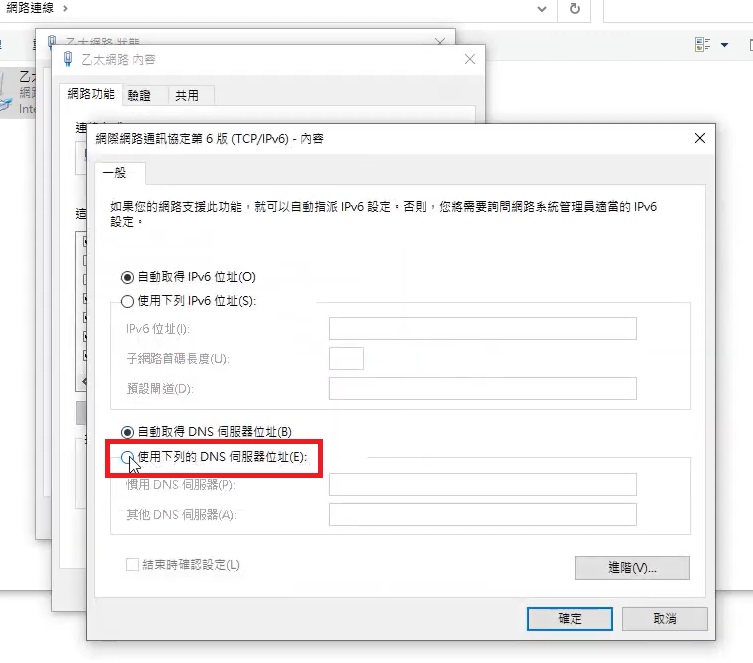 網路連線 >
乙太網路 狀態
乙太網路 內容
網路功能 驗證 共用
網際網路通訊協定第 6 版 (TCP/IPv6) - 內容
一般
如果您的網路支援此功能，就可以自動指派 IPv6 設定。否則，您將需要詢問網路系統管理員適當的 IPv6
設定。
自動取得 IPv6 位址(O)
使用下列 IPv6 位址(S):
IPv6 位址(I):
子網路首碼長度(U):
預設閘道(D):
自動取得 DNS 伺服器位址(B)
使用下列的 DNS 伺服器位址(E):
慣用 DNS 伺服器(P):
其他 DNS 伺服器(A):
結束時確認設定(L)
進階(V)...
確定 取消